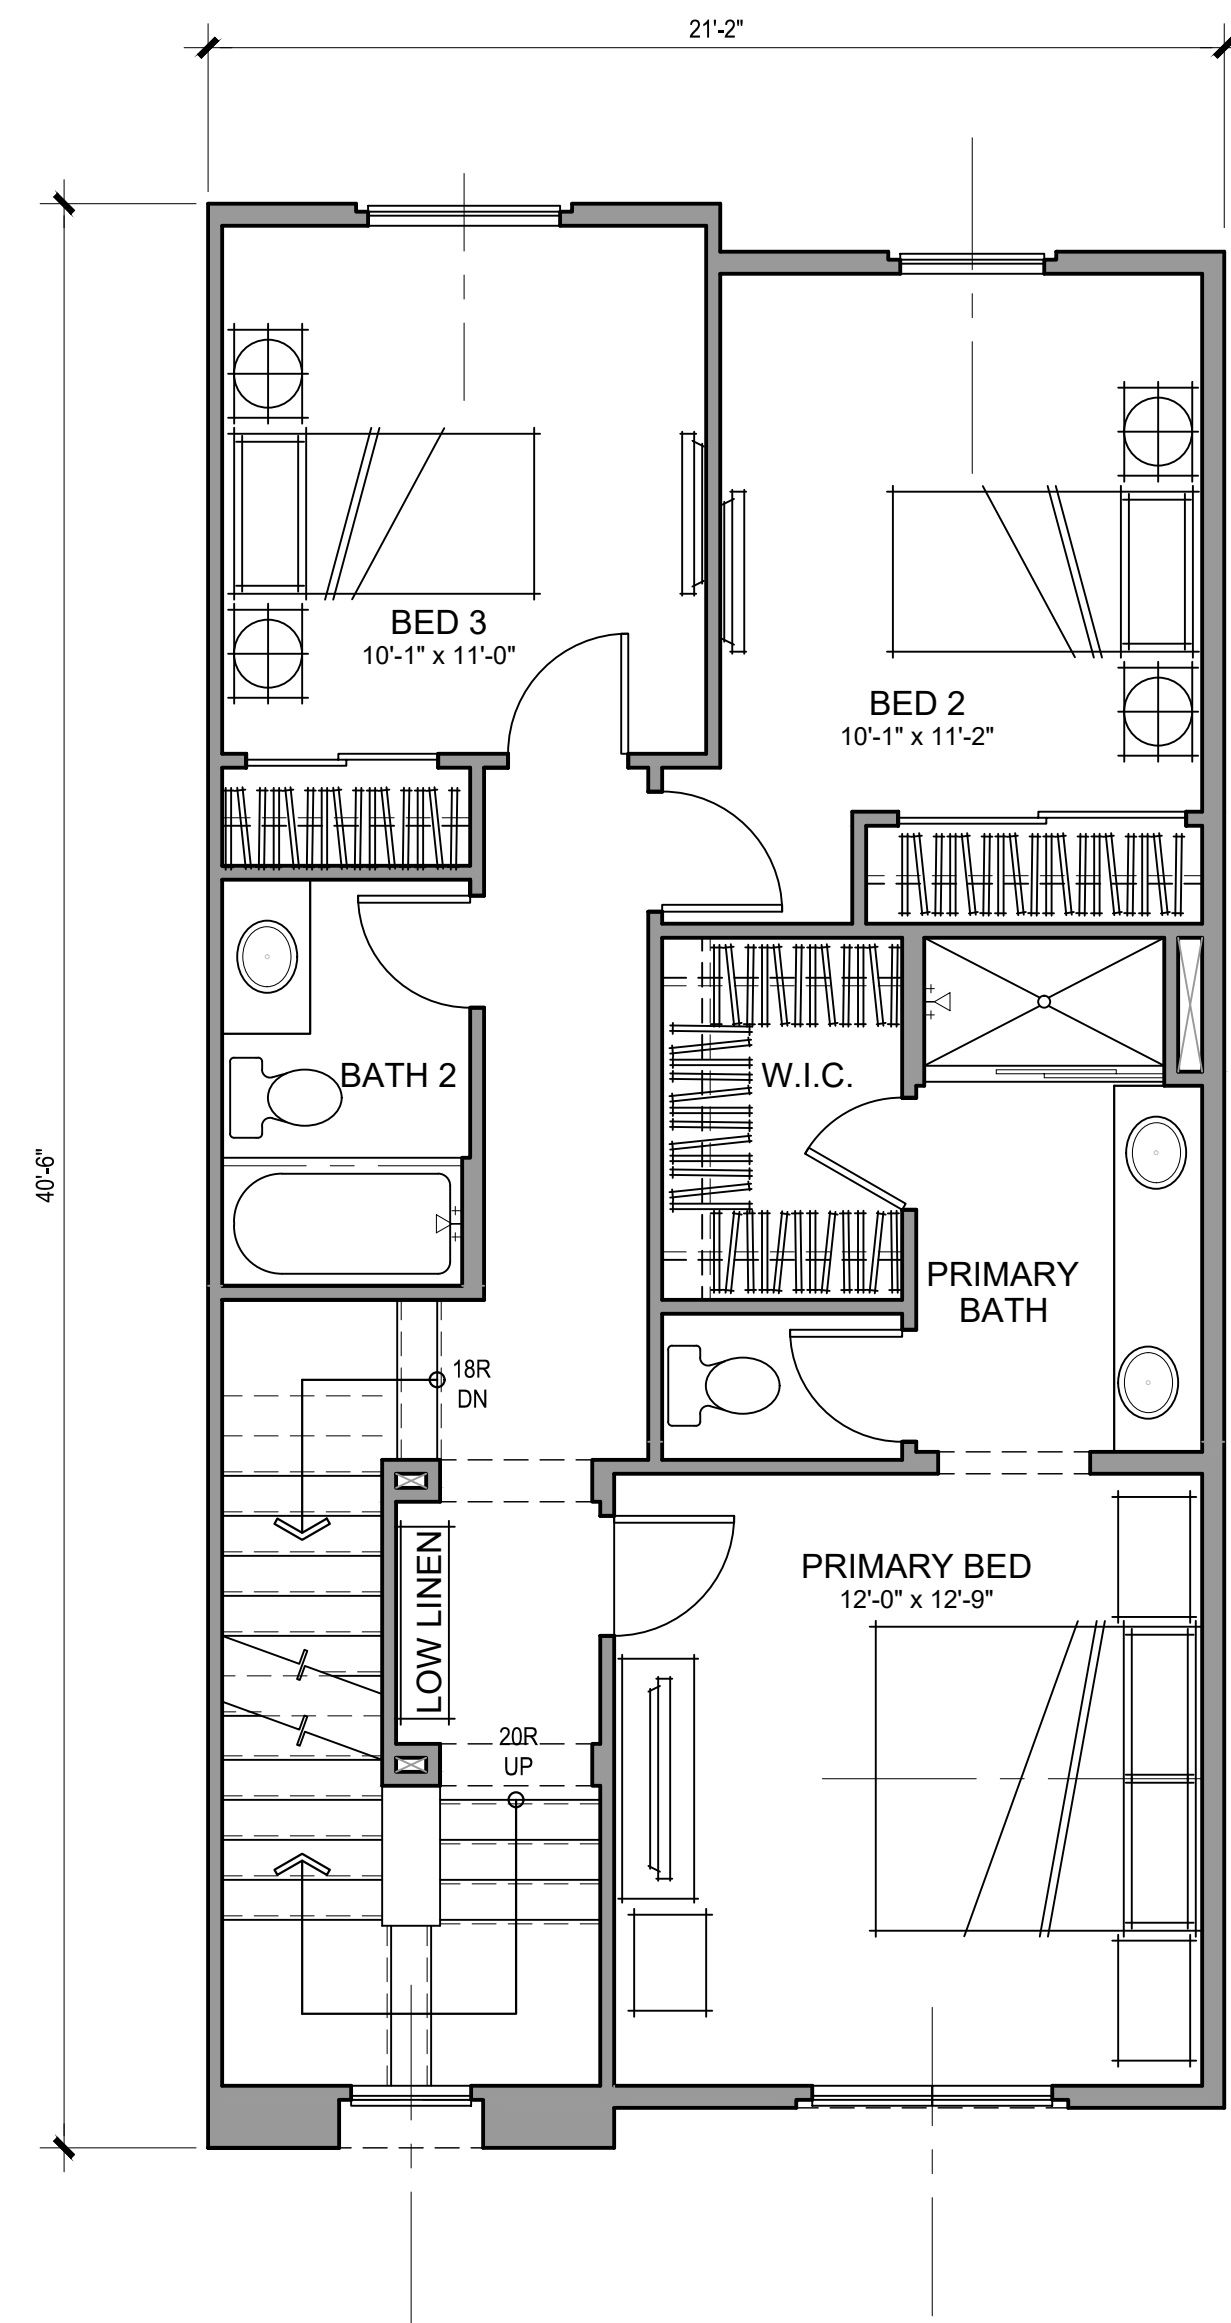 21'-2"
40'-6"
BED 3
10'-1" x 11'-0"
BED 2
10'-1" x 11'-2"
BATH 2
W.I.C.
PRIMARY
BATH
18R
DN
LOW LINEN
PRIMARY BED
12'-0" x 12'-9"
20R
UP